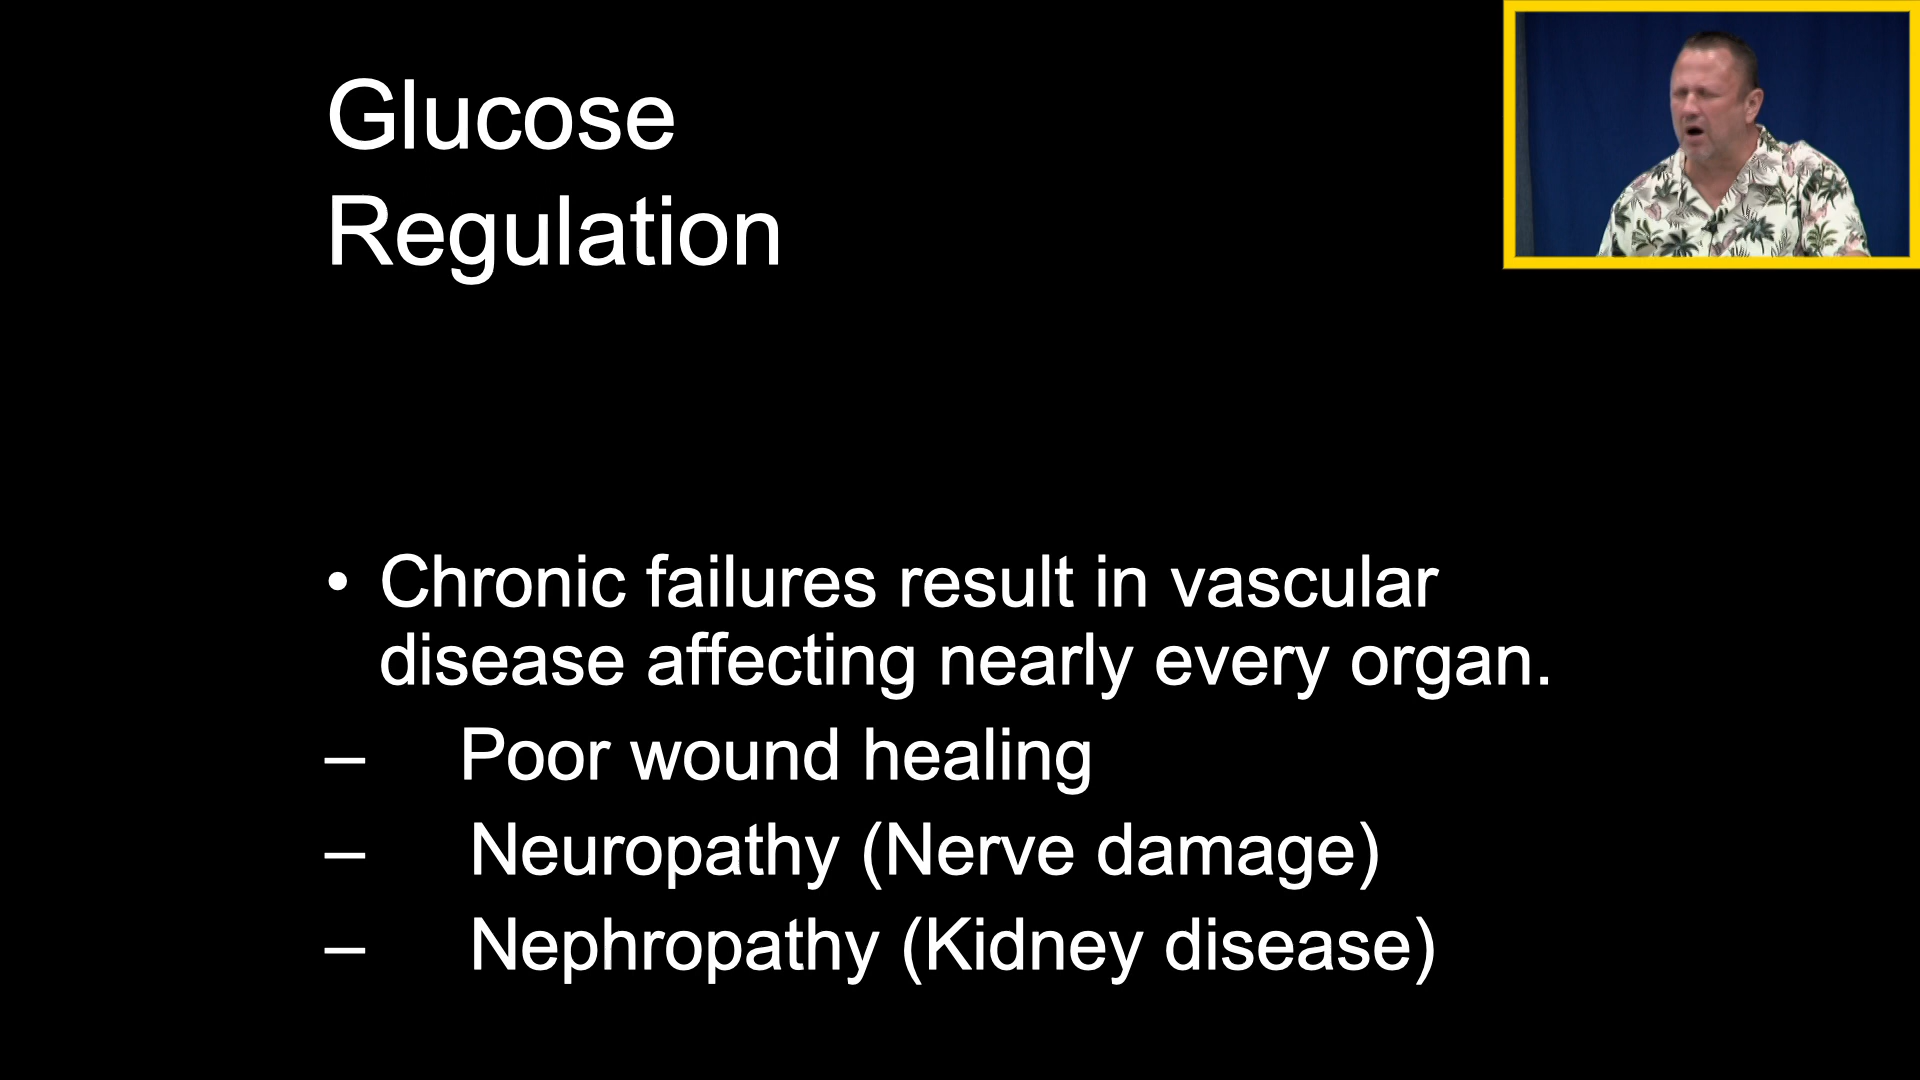 Glucose
Regulation
• Chronic failures result in vascular
disease affecting nearly every organ.
– Poor wound healing
– Neuropathy (Nerve damage)
– Nephropathy (Kidney disease)